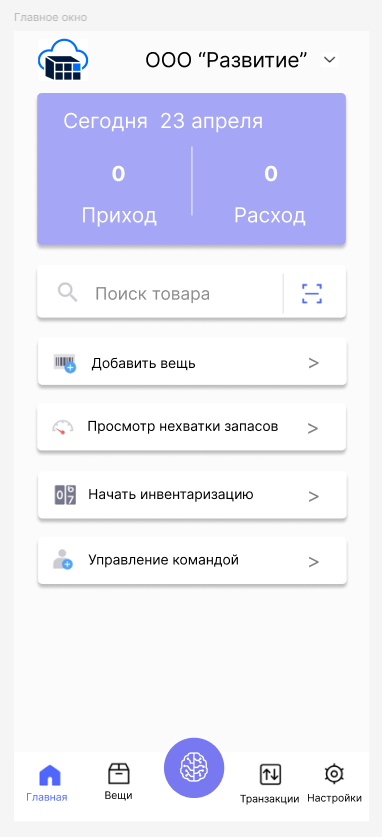 Главное окно
ООО “Развитие”
Сегодня 23 апреля
0 0
Приход Расход
Поиск товара
Добавить вещь >
Просмотр нехватки запасов >
07
Начать инвентаризацию >
Управление командой >
Главная Вещи Транзакции Настройки